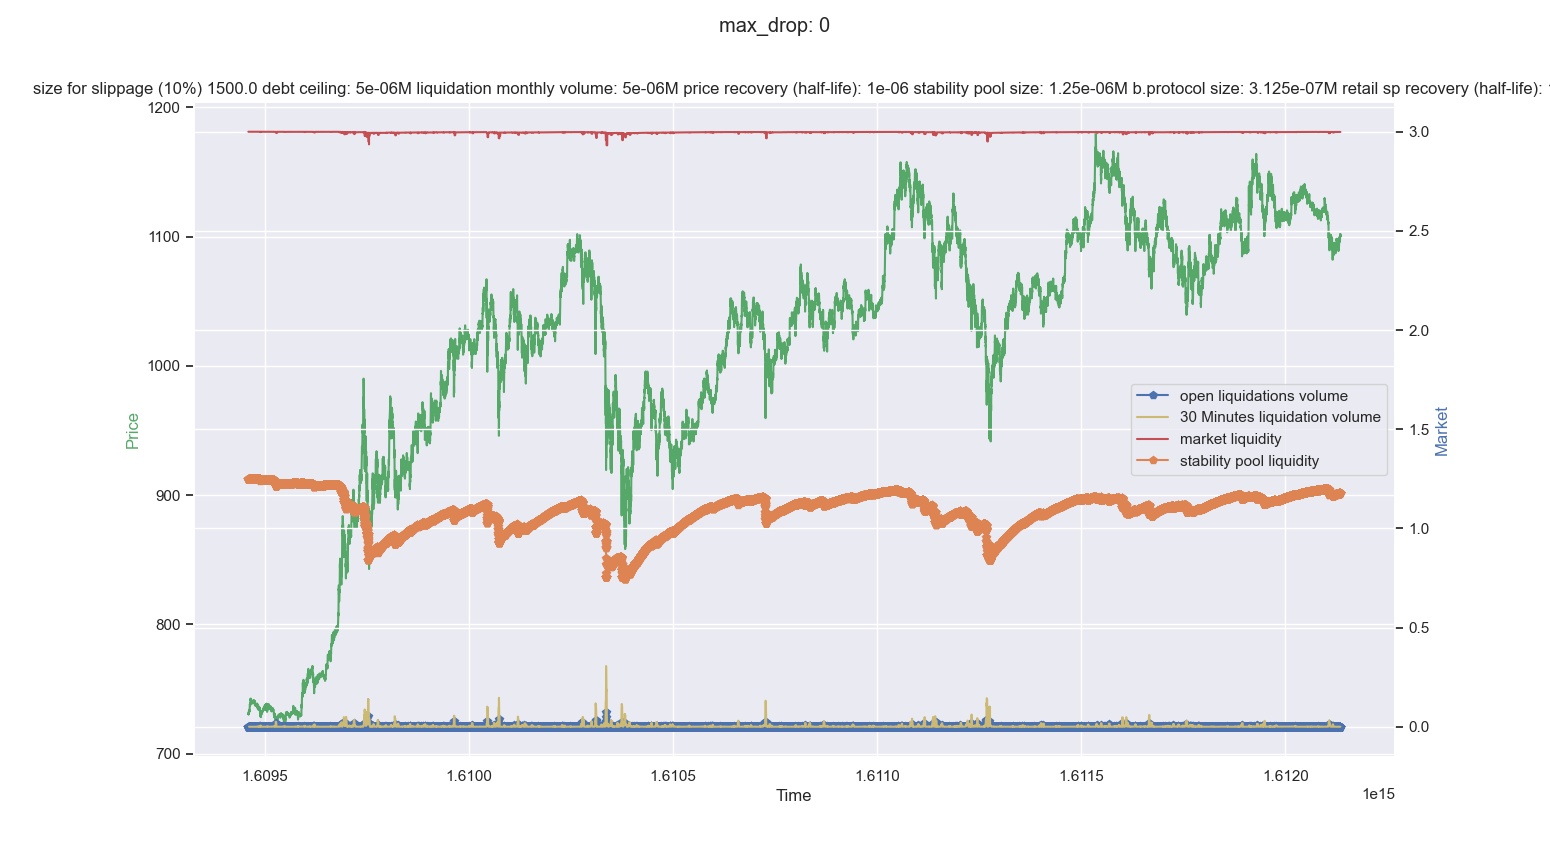 max_drop: 0
size for slippage (10%) 1500.0 debt ceiling: 5e-06M liquidation monthly volume: 5e-06M price recovery (half-life): 1e-06 stability pool size: 1.25e-06M b.protocol size: 3.125e-07M retail sp recovery (half-life):
1200
3.0
1100
2.5
2.0
1000
open liquidations volume
30 Minutes liquidation volume
market liquidity
stability pool liquidity
Price
Market
1.5
900
1.0
800
0.5
0.0
700
1.6095 1.6100 1.6105 1.6110 1.6115 1.6120
Time
1e15